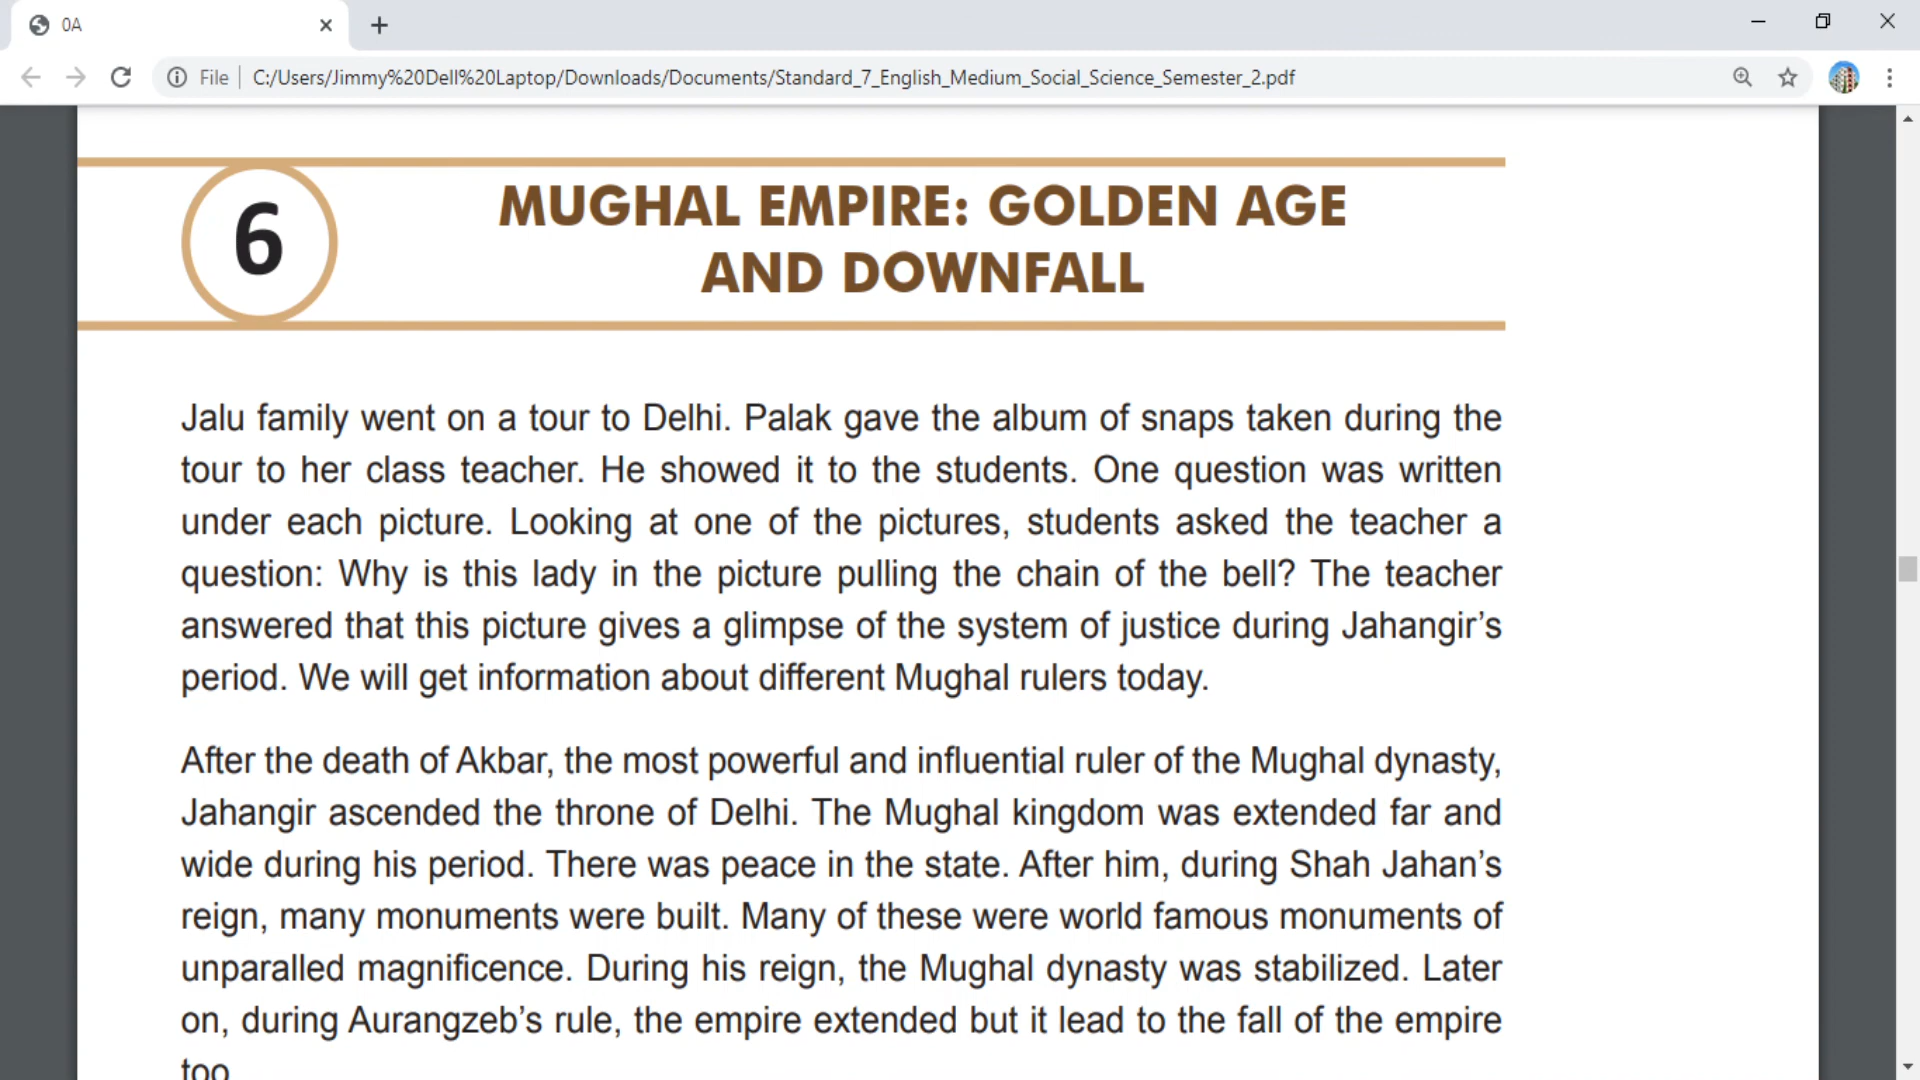 0A
File
C:/Users/Jimmy%20Dell%20Laptop/Downloads/Documents/Standard_7_English_Medium_Social_Science_Semester_2.pdf
6
MUGHAL EMPIRE: GOLDEN AGE
AND DOWNFALL
Jalu family went on a tour to Delhi. Palak gave the album of snaps taken during the
tour to her class teacher. He showed it to the students. One question was written
under each picture. Looking at one of the pictures, students asked the teacher a
question: Why is this lady in the picture pulling the chain of the bell? The teacher
answered that this picture gives a glimpse of the system of justice during Jahangir’s
period. We will get information about different Mughal rulers today.
After the death of Akbar, the most powerful and influential ruler of the Mughal dynasty,
Jahangir ascended the throne of Delhi. The Mughal kingdom was extended far and
wide during his period. There was peace in the state. After him, during Shah Jahan’s
reign, many monuments were built. Many of these were world famous monuments of
unparalled magnificence. During his reign, the Mughal dynasty was stabilized. Later
on, during Aurangzeb’s rule, the empire extended but it lead to the fall of the empire
too